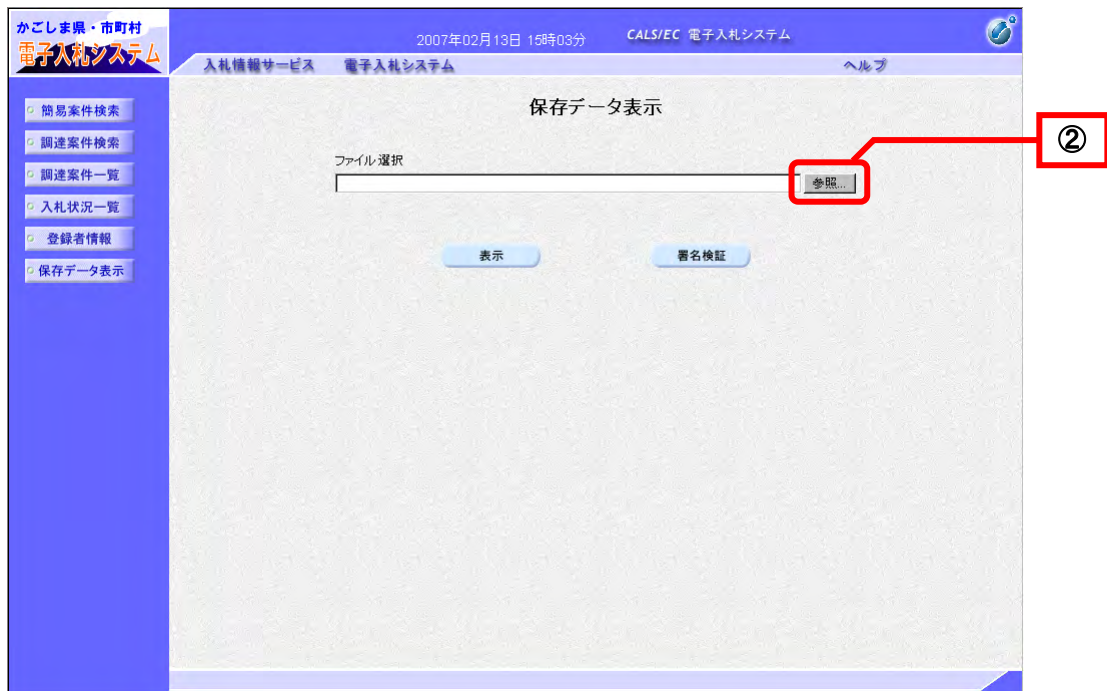 かごしま県・市町村
電子入札システム
2007年02月13日 15時03分
CALS/EC 電子入札システム
入札情報サービス 電子入札システム ヘルプ
簡易案件検索
調達案件検索
調達案件一覧
入札状況一覧
登録者情報
保存データ表示
保存データ表示
ファイル選択
参照...
表示 署名検証
②